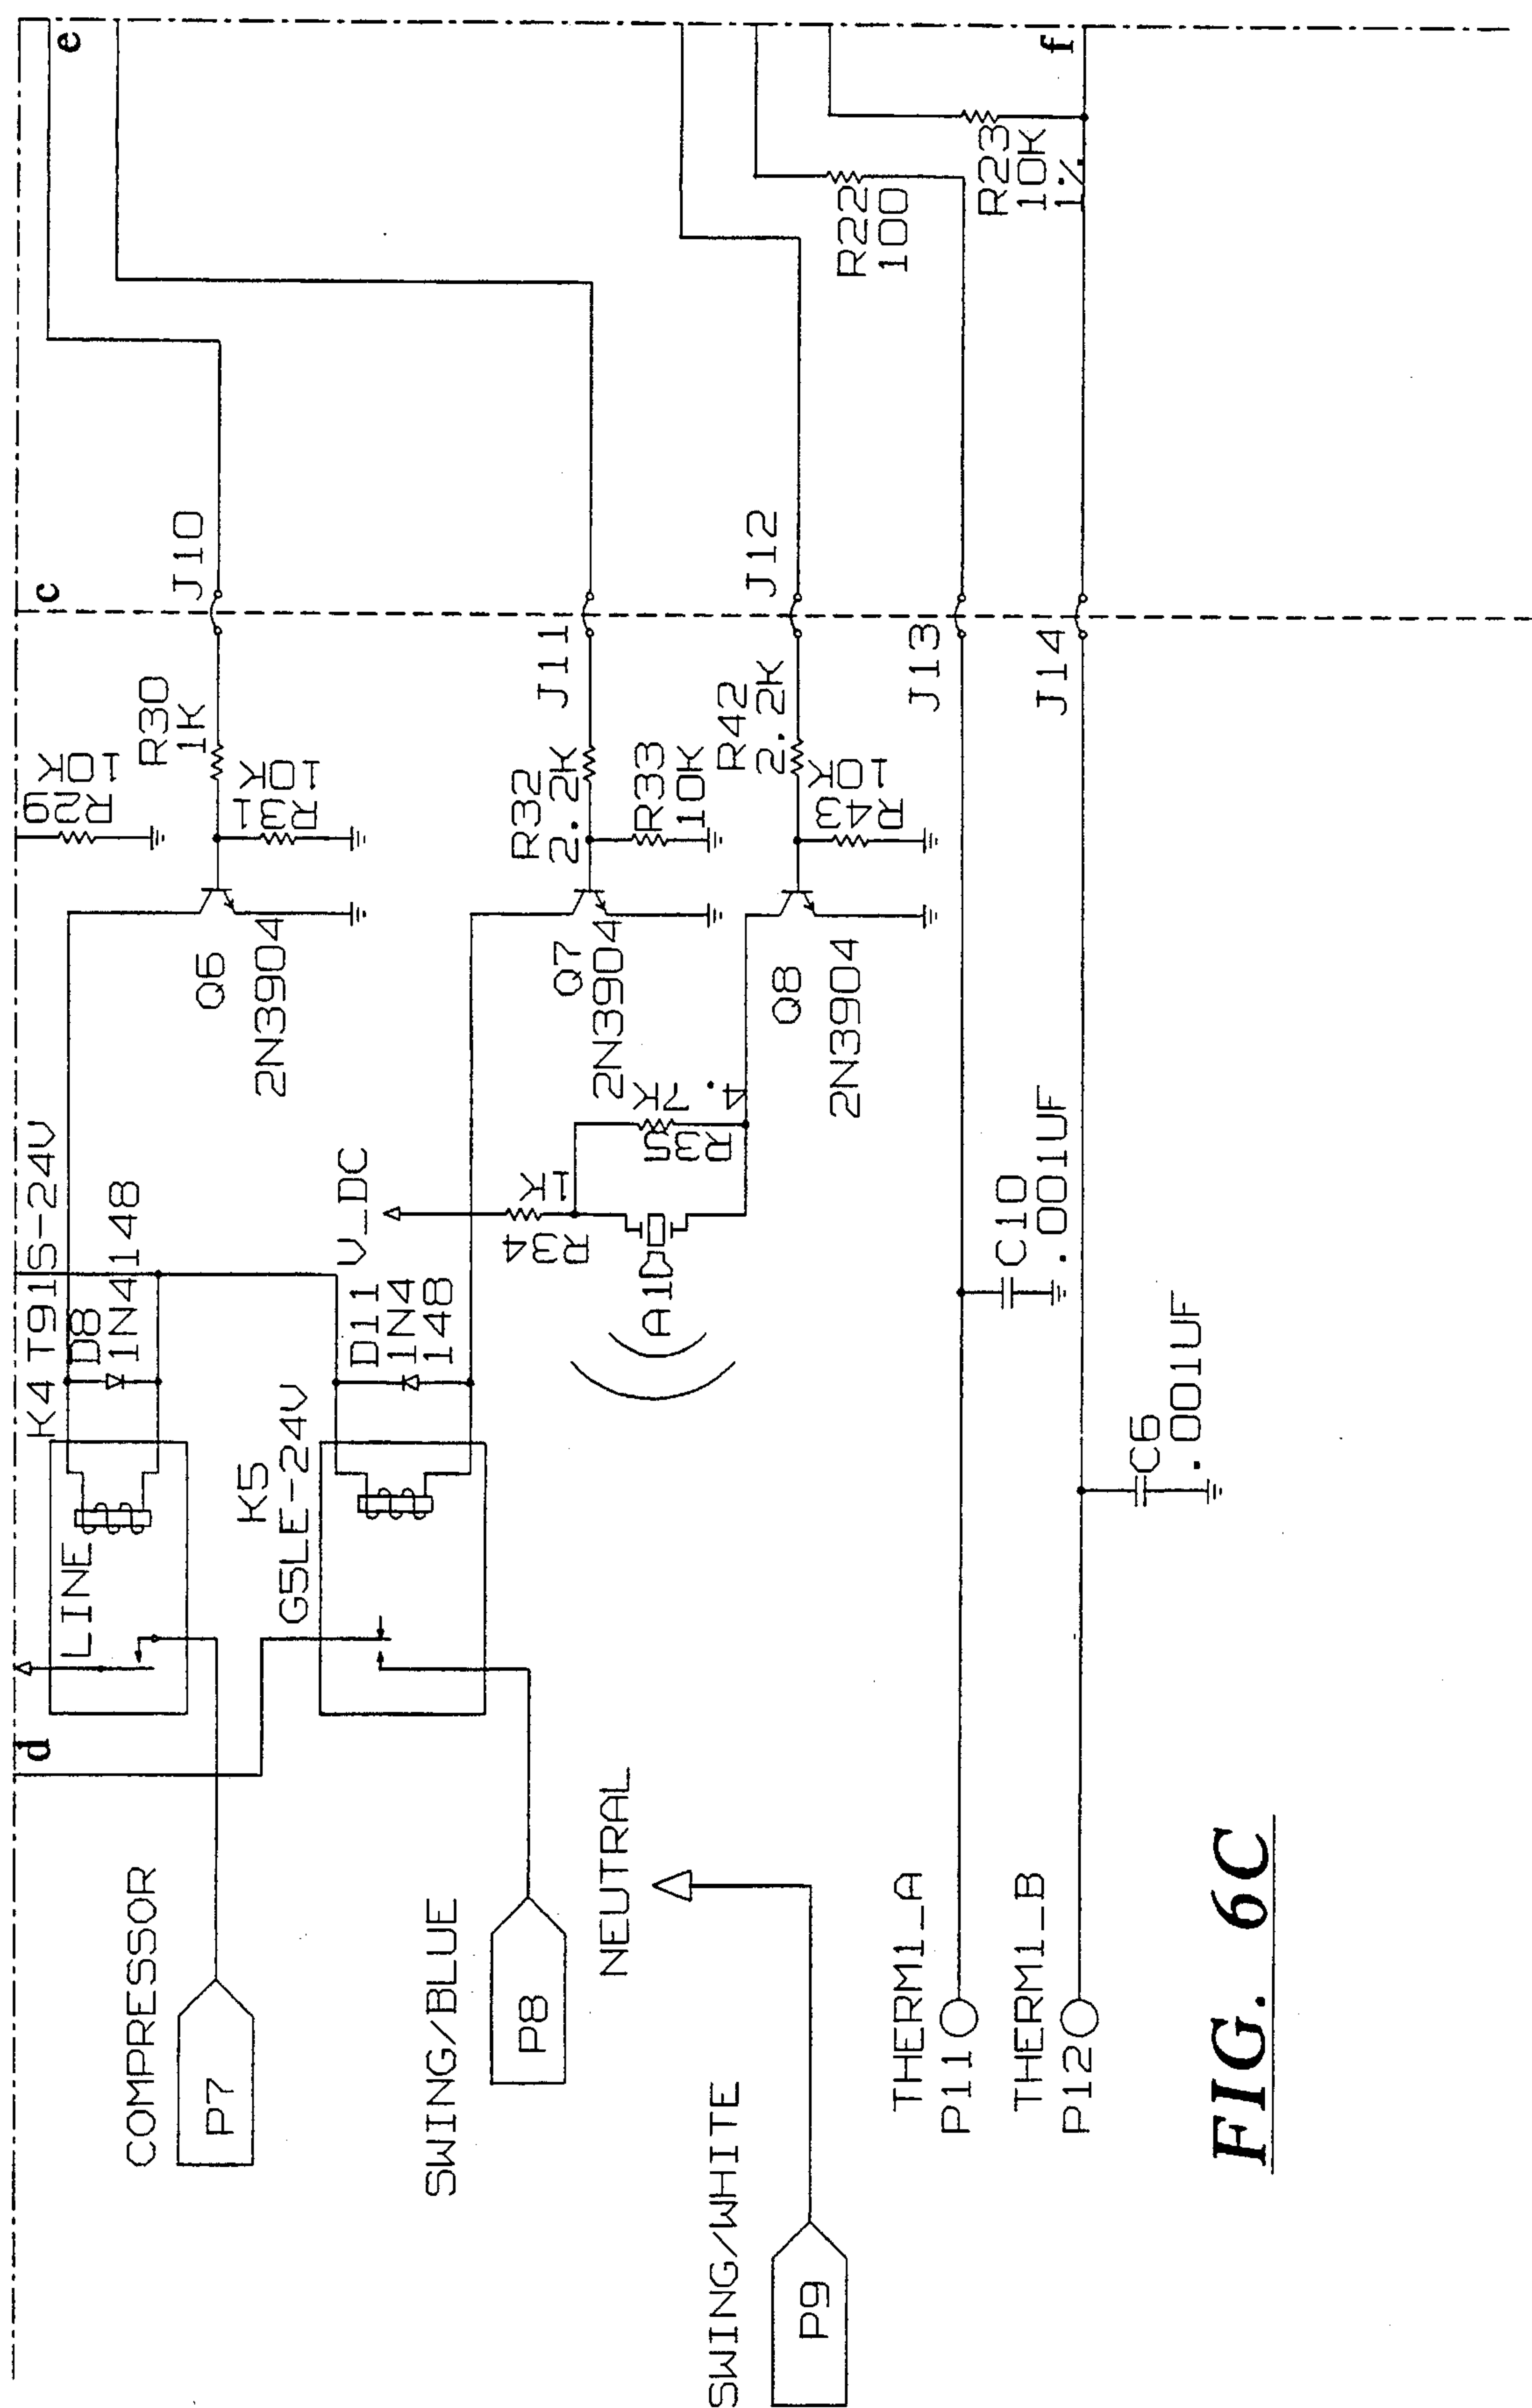 c
e
d
f
K4 T91S-24V
LINE
D8
1N4148
R29
10K
R30
1K
J10
R31
10K
Q6
2N3904
COMPRESSOR
P7
K5
G5LE-24V
D11
1N4
148
V_DC
R32
2.2K
J11
R33
10K
Q7
2N3904
SWING/BLUE
P8
NEUTRAL
R34
1K
R35
4.
7K
A1
R42
2.2K
J12
R43
10K
Q8
2N3904
SWING/WHITE
P9
R22
100
R23
10K
1%
THERM1_A
P11
J13
C10
.001UF
THERM1_B
P12
J14
C6
.001UF
FIG. 6C